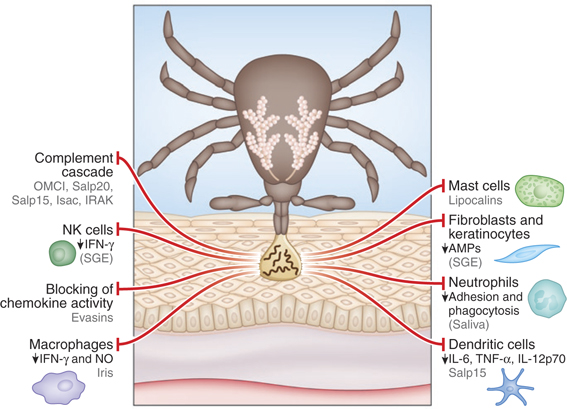 Complement
cascade
OMCI, Salp20,
Salp15, Isac, IRAK
NK cells
IFN-γ
(SGE)
Blocking of
chemokine activity
Evasins
Macrophages
IFN-γ and NO
Iris
Mast cells
Lipocalins
Fibroblasts and
keratinocytes
AMPs
(SGE)
Neutrophils
Adhesion and
phagocytosis
(Saliva)
Dendritic cells
IL-6, TNF-α, IL-12p70
Salp15